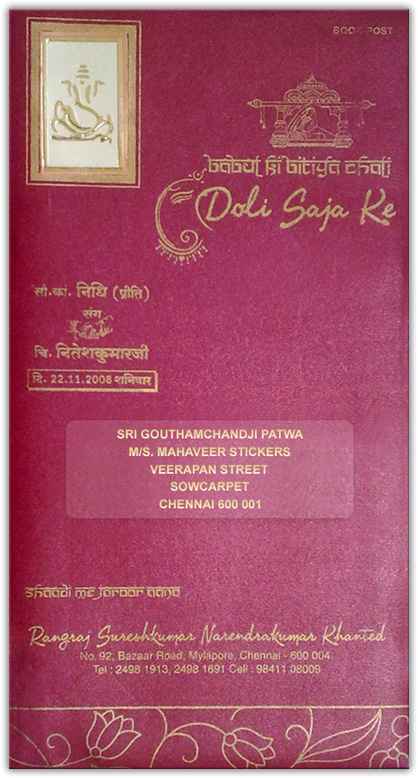 BOOK POST
babul ki bitiya chali
Doli Saja Ke
सौ.कां. निधि (प्रीति)
संग
चि. नितेशकुमारजी
दि. 22.11.2008 शनिवार
SRI GOUTHAMCHANDJI PATWA
M/S. MAHAVEER STICKERS
VEERAPAN STREET
SOWCARPET
CHENNAI 600 001
shaadi me jaroor aana
Rangraj Sureshkumar Narendrakumar Khanted
No. 92, Bazaar Road, Mylapore, Chennai - 600 004.
Tel : 2498 1913, 2498 1691 Cell : 98411 08009